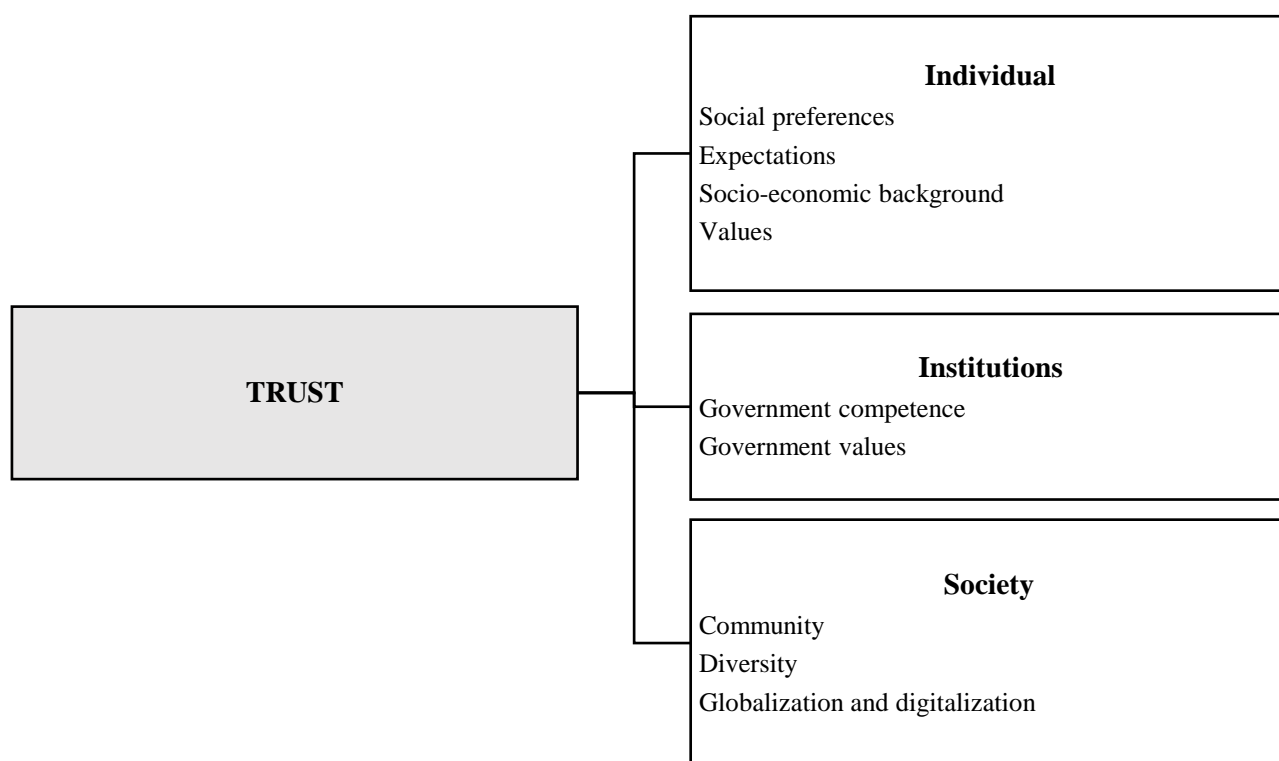 Individual
Social preferences
Expectations
Socio-economic background
Values
TRUST
Institutions
Government competence
Government values
Society
Community
Diversity
Globalization and digitalization